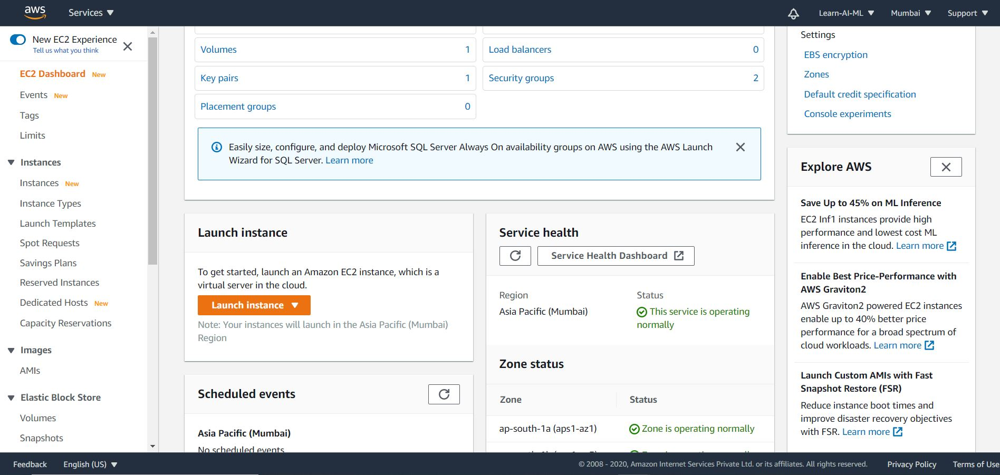 aws
Services
Learn-AI-ML
Mumbai
Support
New EC2 Experience
Tell us what you think
EC2 Dashboard New
Events New
Tags
Limits
Instances
Instances New
Instance Types
Launch Templates
Spot Requests
Savings Plans
Reserved Instances
Dedicated Hosts New
Capacity Reservations
Images
AMIs
Elastic Block Store
Volumes
Snapshots
Volumes 1
Load balancers 0
Key pairs 1
Security groups 2
Placement groups 0
Easily size, configure, and deploy Microsoft SQL Server Always On availability groups on AWS using the AWS Launch
Wizard for SQL Server. Learn more
Launch instance
To get started, launch an Amazon EC2 instance, which is a
virtual server in the cloud.
Launch instance
Note: Your instances will launch in the Asia Pacific (Mumbai)
Region
Scheduled events
Asia Pacific (Mumbai)
No scheduled events
Service health
Service Health Dashboard
Region
Status
Asia Pacific (Mumbai)
This service is operating
normally
Zone status
Zone
Status
ap-south-1a (aps1-az1)
Zone is operating normally
Settings
EBS encryption
Zones
Default credit specification
Console experiments
Explore AWS
Save Up to 45% on ML Inference
EC2 Inf1 instances provide high
performance and lowest cost ML
inference in the cloud. Learn more
Enable Best Price-Performance with
AWS Graviton2
AWS Graviton2 powered EC2 instances
enable up to 40% better price
performance for a broad spectrum of
cloud workloads. Learn more
Launch Custom AMIs with Fast
Snapshot Restore (FSR)
Reduce instance boot times and
improve disaster recovery objectives
with FSR. Learn more
Feedback
English (US)
© 2008 - 2020, Amazon Internet Services Private Ltd. or its affiliates. All rights reserved.
Privacy Policy
Terms of Use